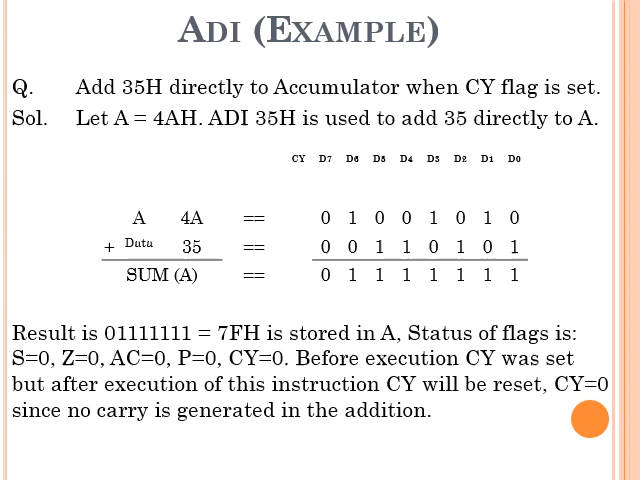 ADI (EXAMPLE)
Q. Add 35H directly to Accumulator when CY flag is set.
Sol. Let A = 4AH. ADI 35H is used to add 35 directly to A.
CY D7 D6 D5 D4 D3 D2 D1 D0
A 4A == 0 1 0 0 1 0 1 0
+ Data 35 == 0 0 1 1 0 1 0 1
SUM (A) == 0 1 1 1 1 1 1 1
Result is 01111111 = 7FH is stored in A, Status of flags is:
S=0, Z=0, AC=0, P=0, CY=0. Before execution CY was set
but after execution of this instruction CY will be reset, CY=0
since no carry is generated in the addition.